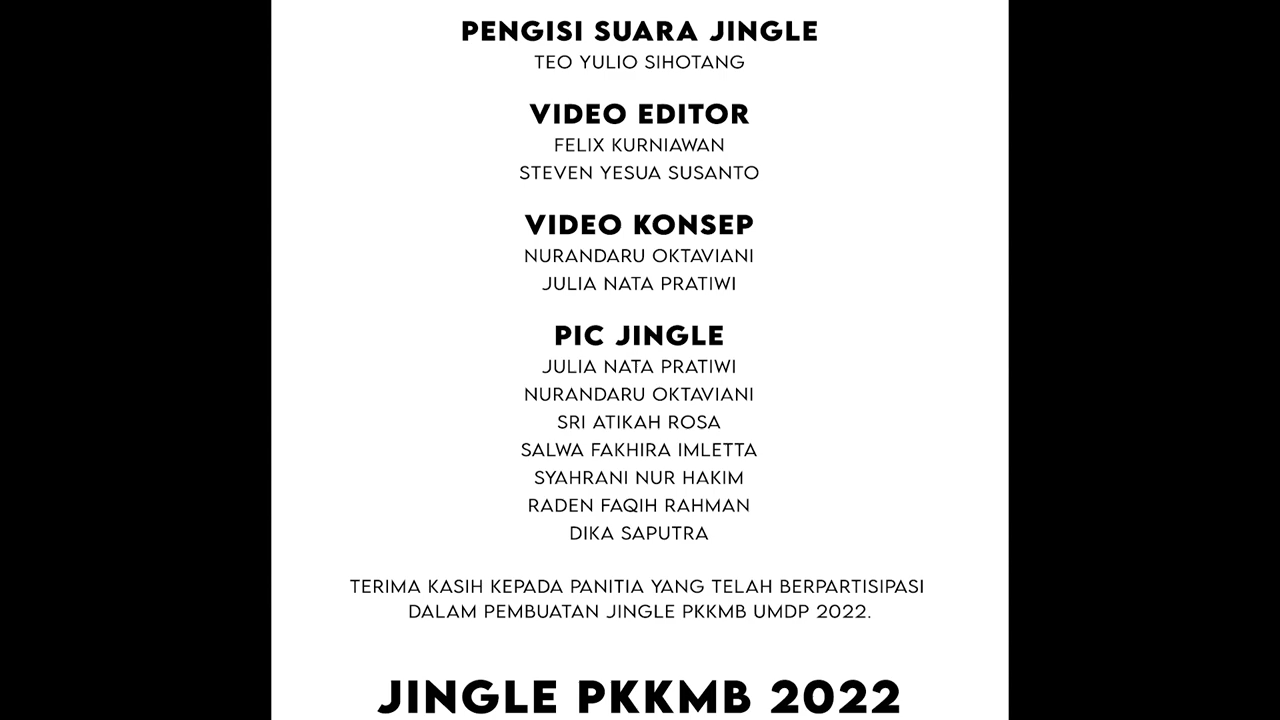 PENGISI SUARA JINGLE
TEO YULIO SIHOTANG
VIDEO EDITOR
FELIX KURNIAWAN
STEVEN YESUA SUSANTO
VIDEO KONSEP
NURANDARU OKTAVIANI
JULIA NATA PRATIWI
PIC JINGLE
JULIA NATA PRATIWI
NURANDARU OKTAVIANI
SRI ATIKAH ROSA
SALWA FAKHIRA IMLETTA
SYAHRANI NUR HAKIM
RADEN FAQIH RAHMAN
DIKA SAPUTRA
TERIMA KASIH KEPADA PANITIA YANG TELAH BERPARTISIPASI
DALAM PEMBUATAN JINGLE PKKMB UMDP 2022.
JINGLE PKKMB 2022